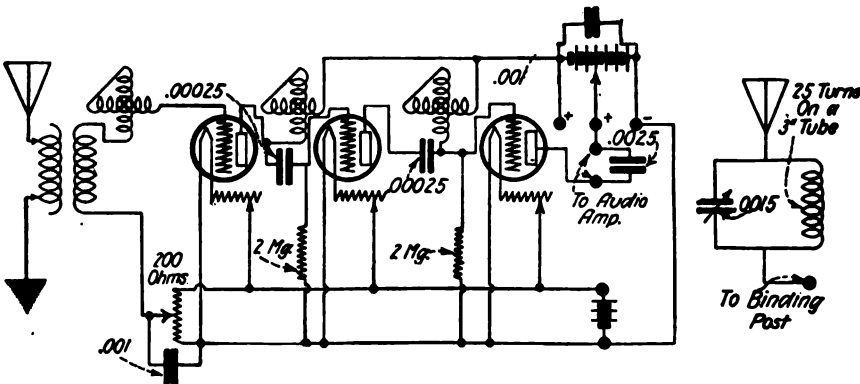 .00025
.001
+
+
-
.0025
.00025
To Audio
Amp.
2 Mg.
2 Mg.
200
Ohms
.001
25 Turns
On a
3" Tube
.0015
To Binding
Post